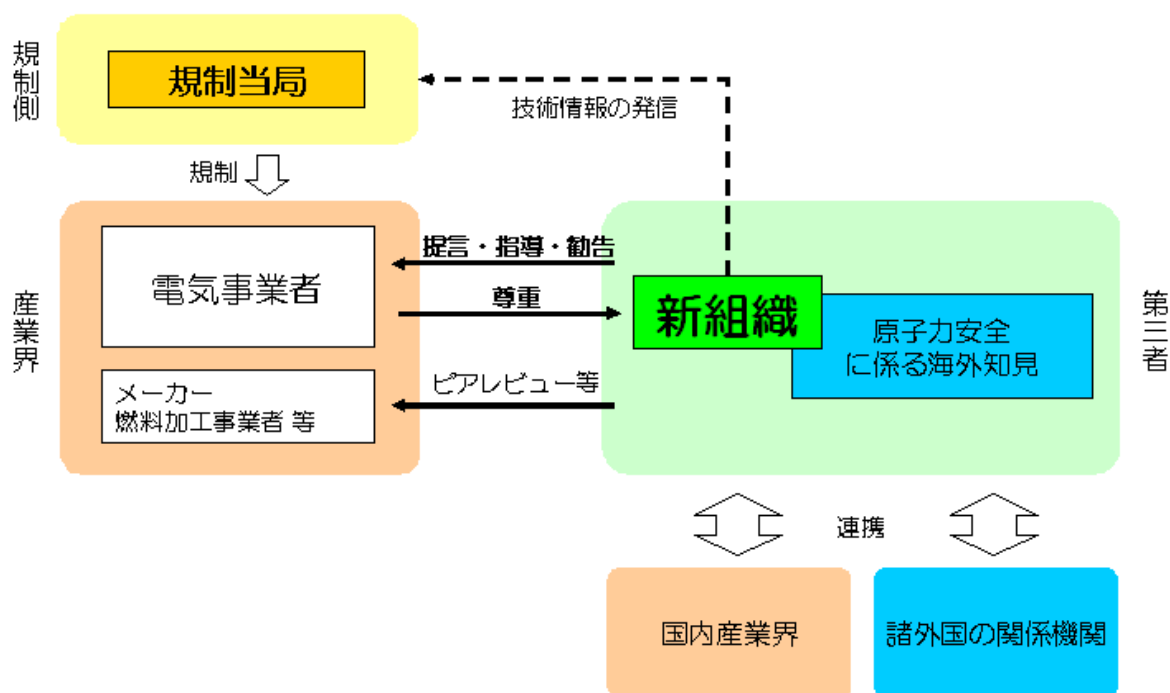 規制側
規制当局
技術情報の発信
規制
産業界
電気事業者
メーカー
燃料加工事業者 等
提言・指導・勧告
尊重
ピアレビュー等
新組織
原子力安全
に係る海外知見
第三者
連携
国内産業界
諸外国の関係機関